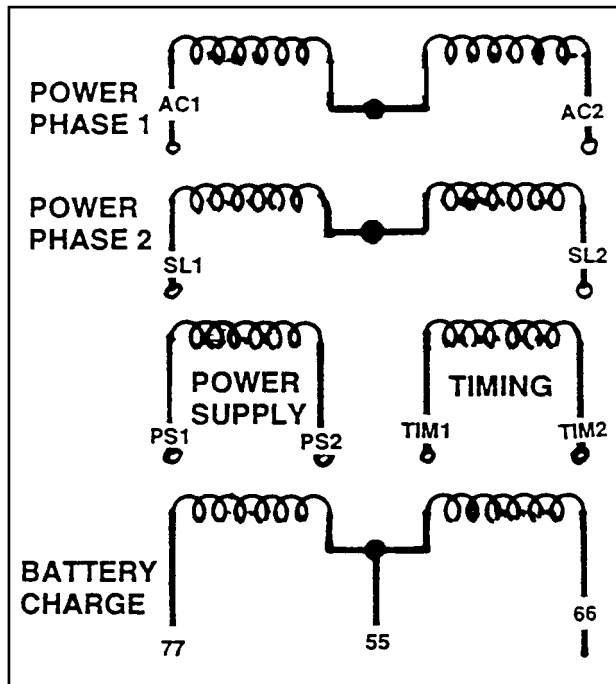 POWER
PHASE 1
AC1
AC2
POWER
PHASE 2
SL1
SL2
POWER
SUPPLY
TIMING
PS1
PS2
TIM1
TIM2
BATTERY
CHARGE
77
55
66